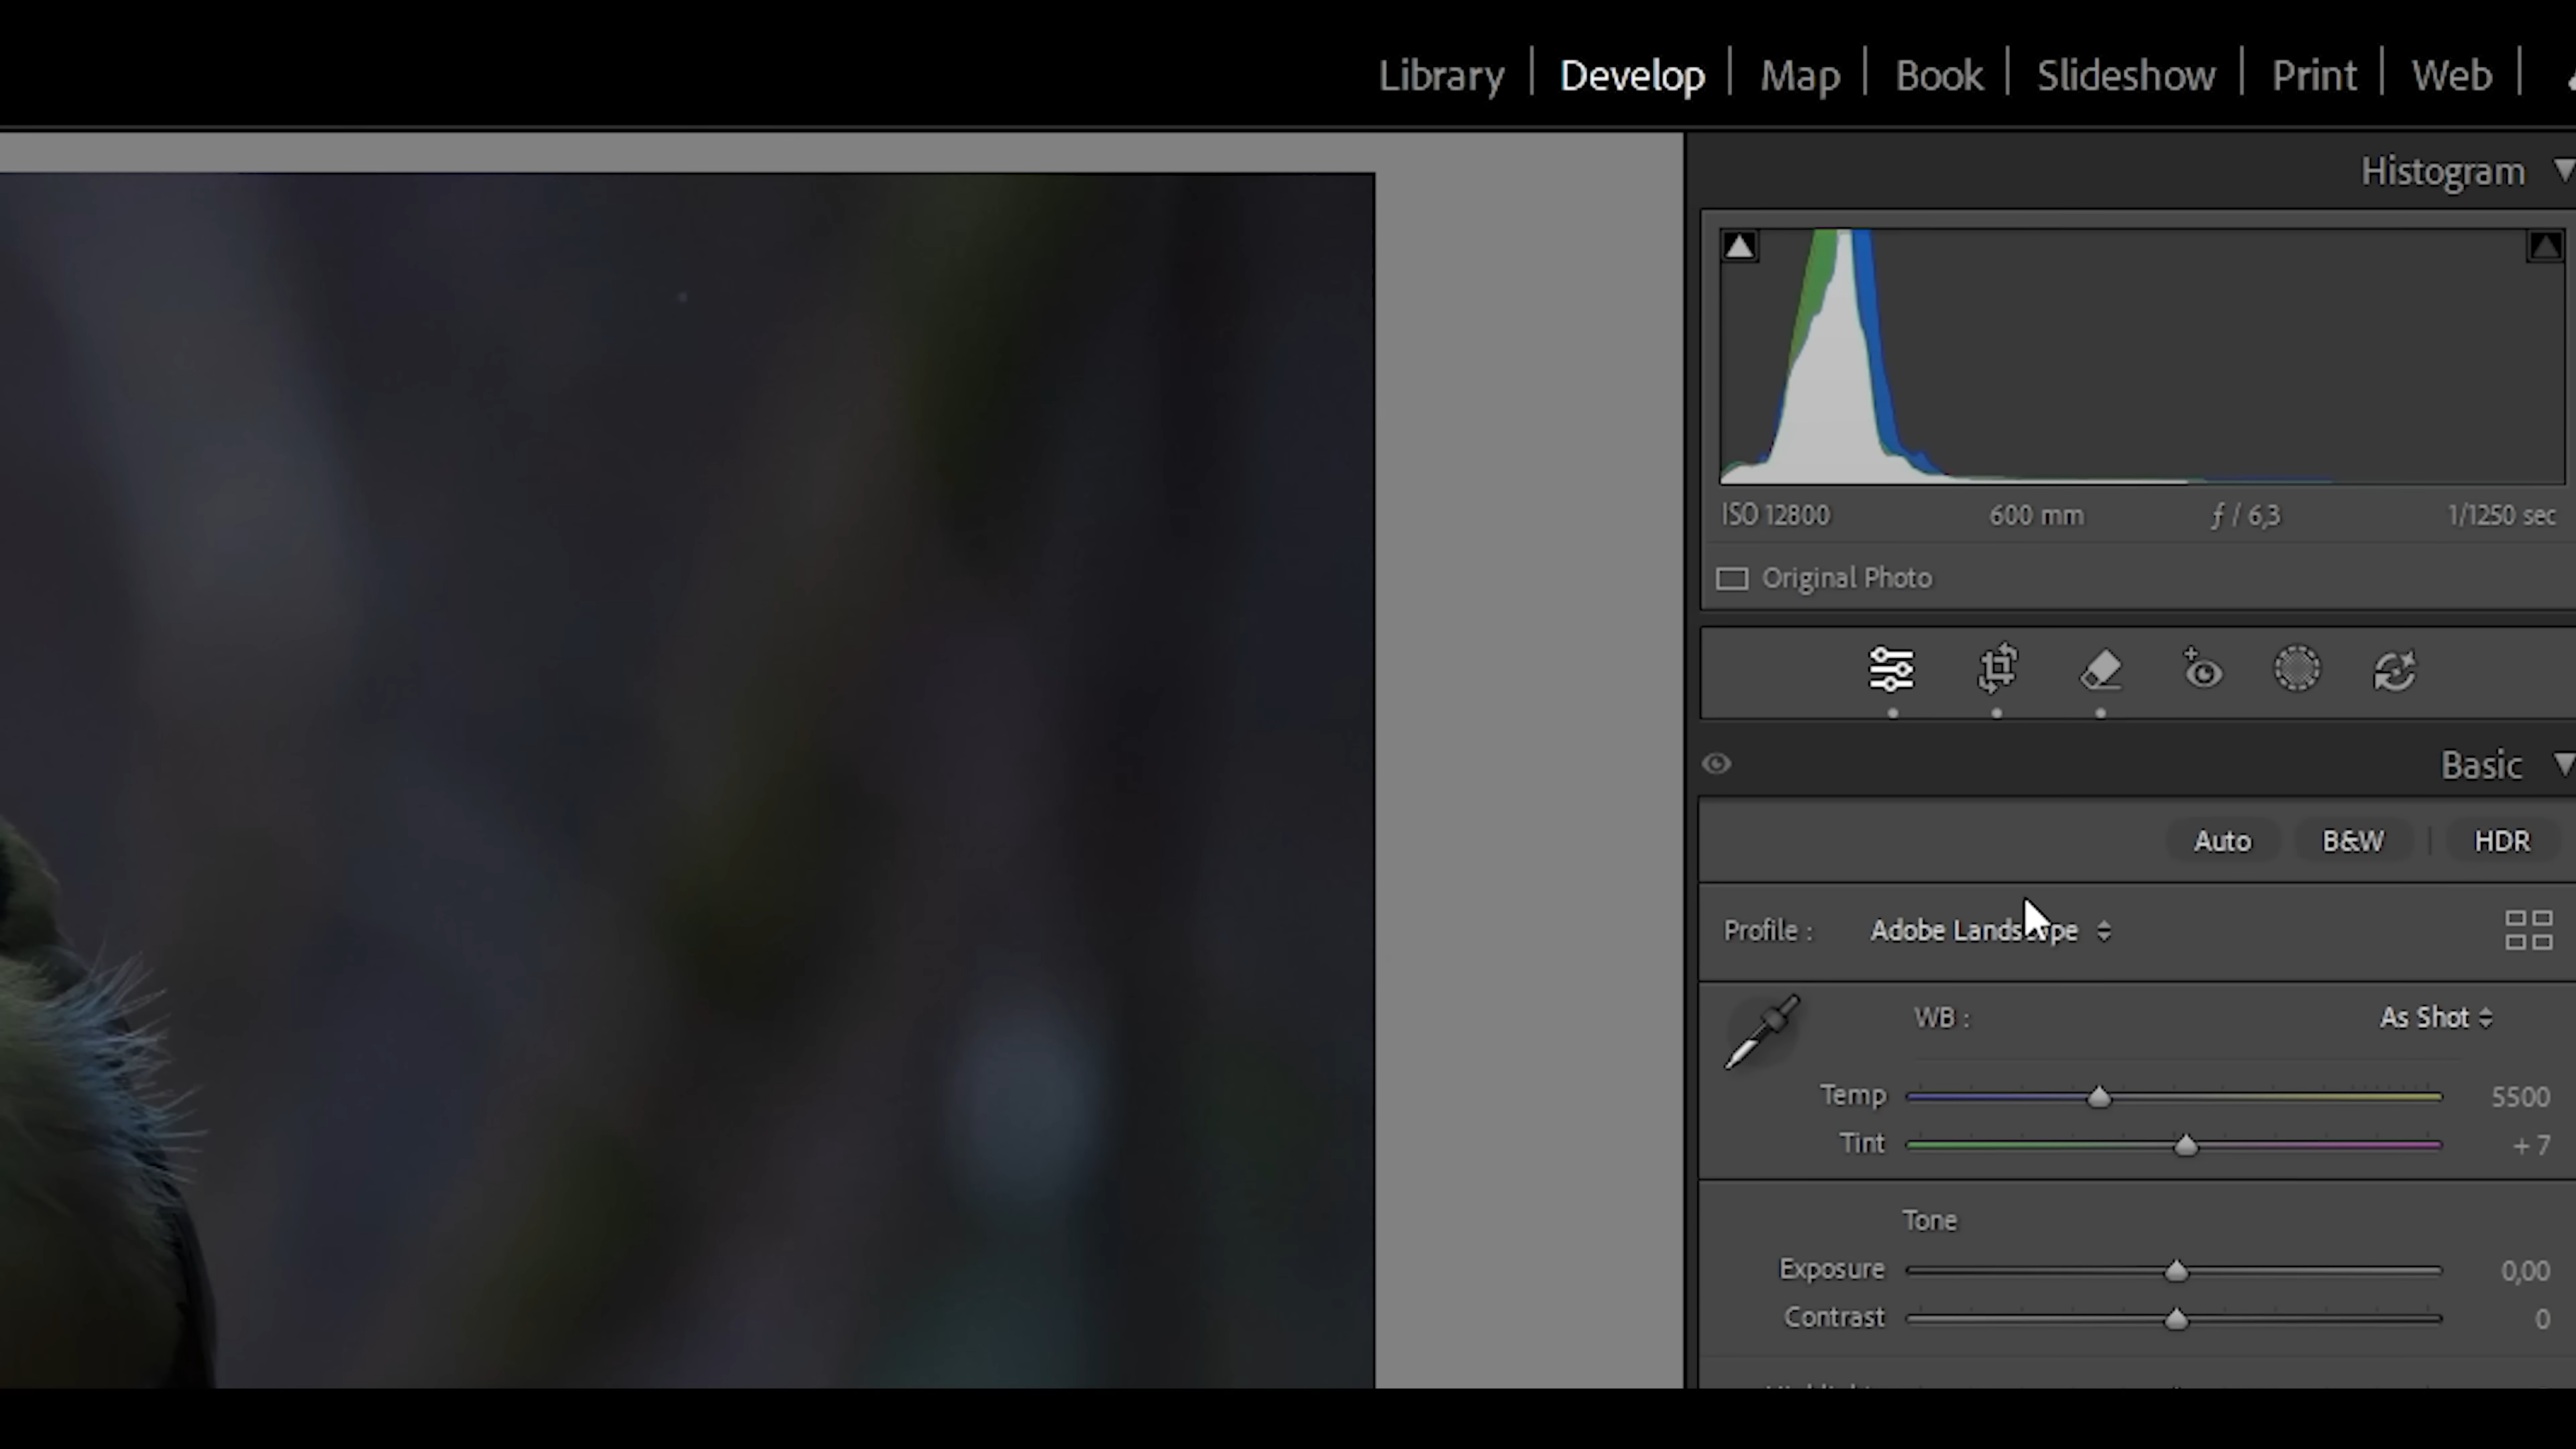 Library | Develop | Map | Book | Slideshow | Print | Web |
Histogram
ISO 12800 600 mm ƒ / 6,3 1/1250 sec
Original Photo
Basic
Auto B&W HDR
Profile : Adobe Landscape
WB : As Shot
Temp 5500
Tint + 7
Tone
Exposure 0,00
Contrast 0